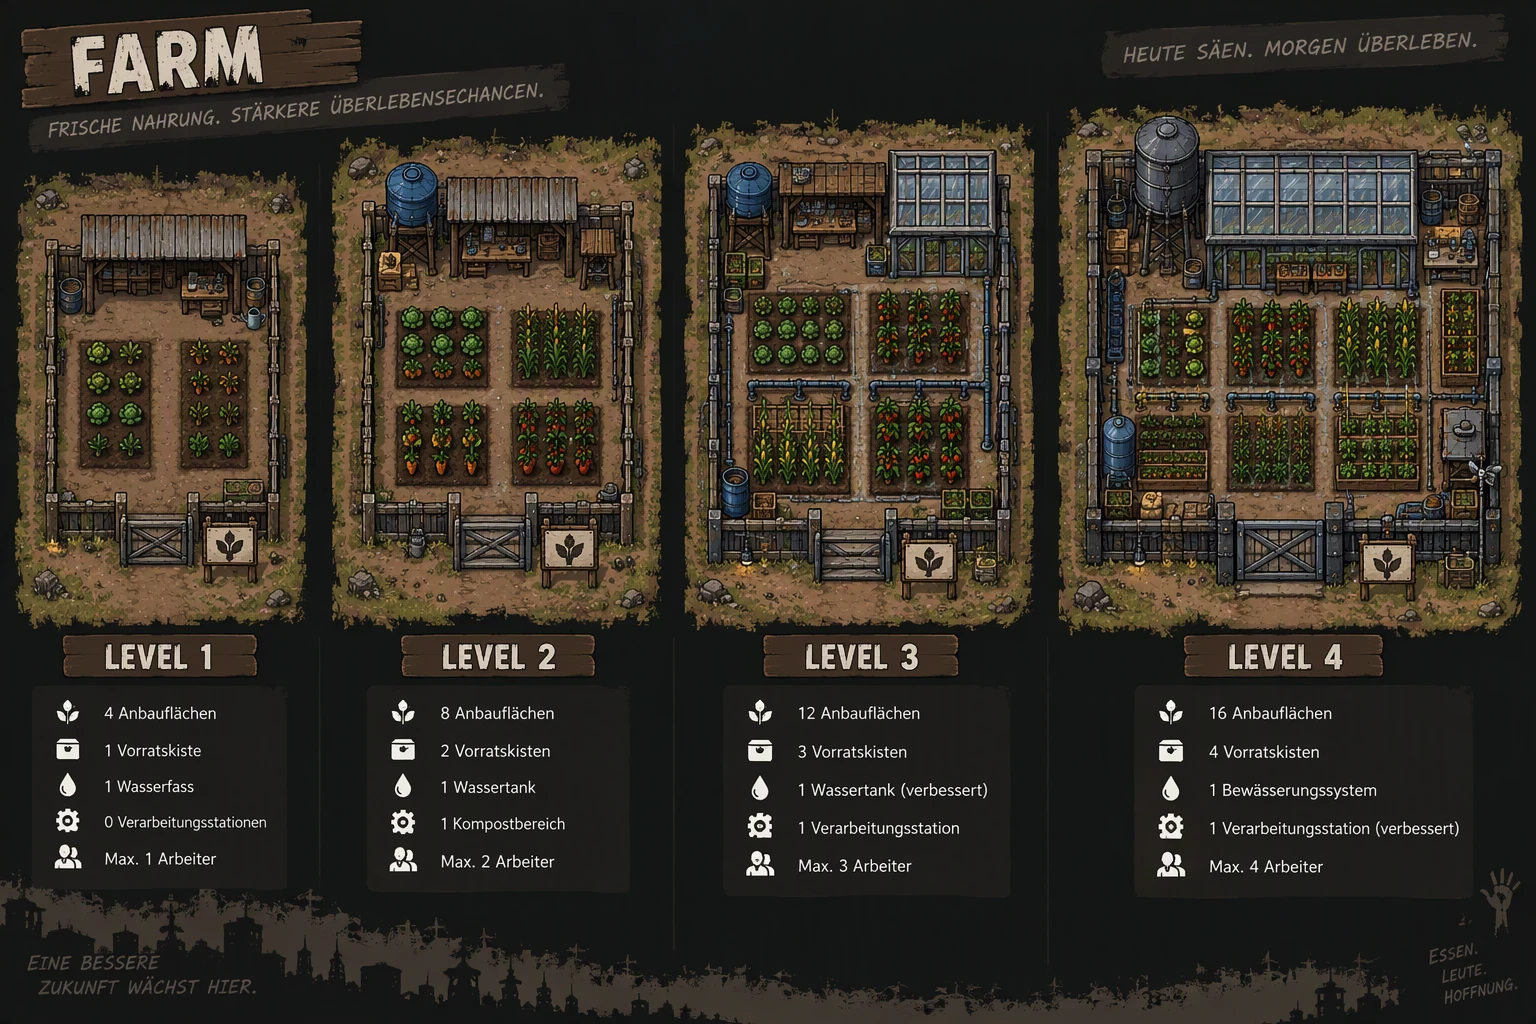 FARM
FRISCHE NAHRUNG. STÄRKERE ÜBERLEBENSECHANCEN.
HEUTE SÄEN. MORGEN ÜBERLEBEN.
LEVEL 1
4 Anbauflächen
1 Vorratskiste
1 Wasserfass
0 Verarbeitungsstationen
Max. 1 Arbeiter
LEVEL 2
8 Anbauflächen
2 Vorratskisten
1 Wassertank
1 Kompostbereich
Max. 2 Arbeiter
LEVEL 3
12 Anbauflächen
3 Vorratskisten
1 Wassertank (verbessert)
1 Verarbeitungsstation
Max. 3 Arbeiter
LEVEL 4
16 Anbauflächen
4 Vorratskisten
1 Bewässerungssystem
1 Verarbeitungsstation (verbessert)
Max. 4 Arbeiter
EINE BESSERE
ZUKUNFT WÄCHST HIER.
ESSEN.
LEUTE.
HOFFNUNG.